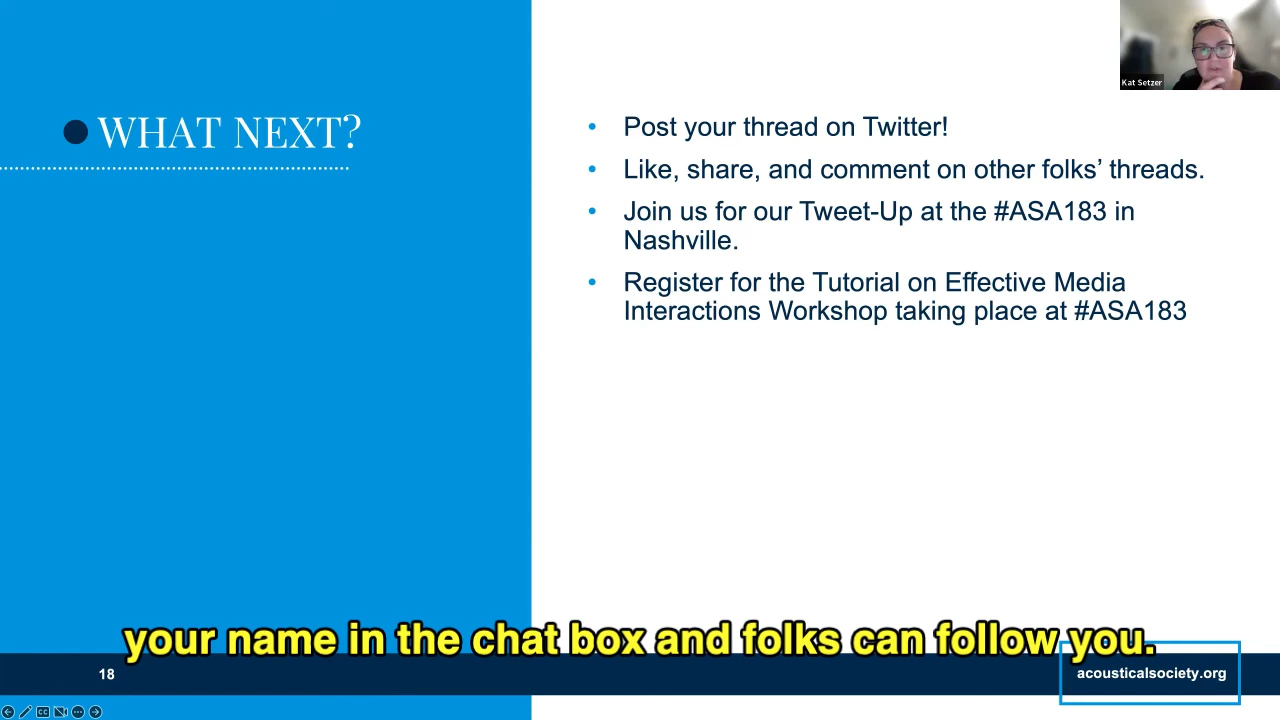 Kat Setzer
WHAT NEXT?
• Post your thread on Twitter!
• Like, share, and comment on other folks’ threads.
• Join us for our Tweet-Up at the #ASA183 in
Nashville.
• Register for the Tutorial on Effective Media
Interactions Workshop taking place at #ASA183
your name in the chat box and folks can follow you.
18
acousticalsociety.org
CC